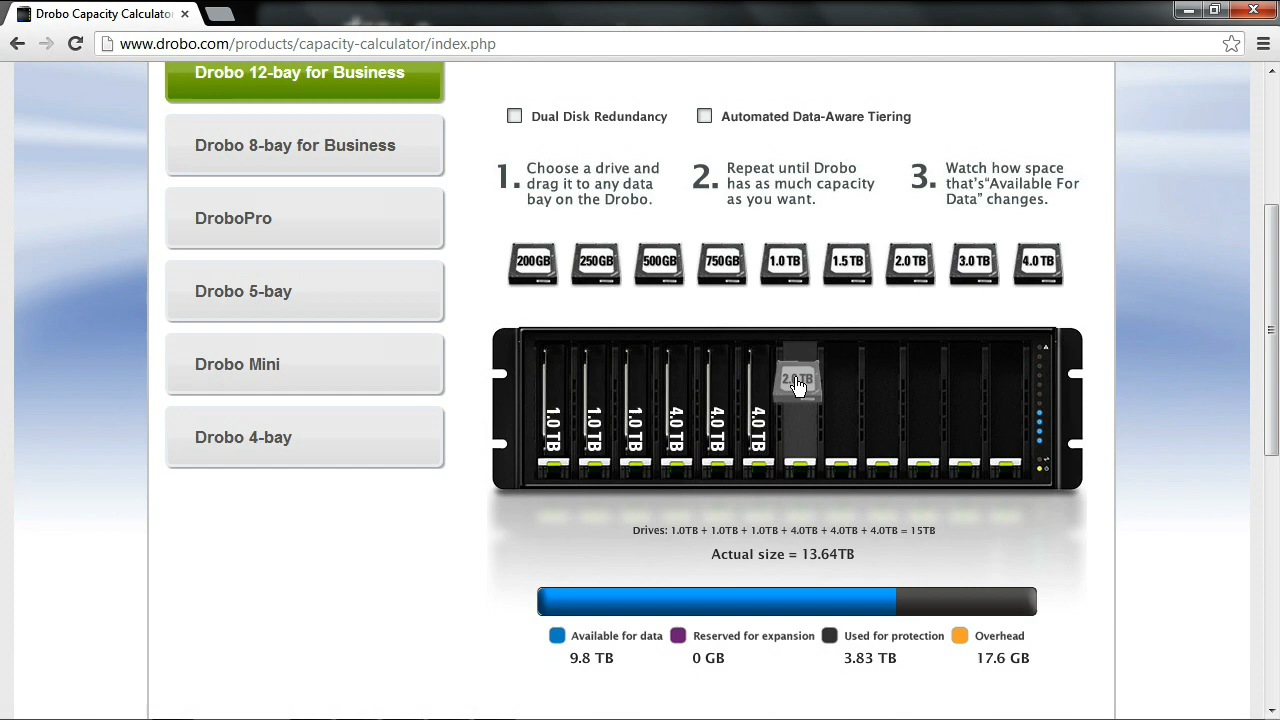 Drobo Capacity Calculator
www.drobo.com/products/capacity-calculator/index.php
Drobo 12-bay for Business
Drobo 8-bay for Business
DroboPro
Drobo 5-bay
Drobo Mini
Drobo 4-bay
Dual Disk Redundancy
Automated Data-Aware Tiering
1. Choose a drive and
drag it to any data
bay on the Drobo.
2. Repeat until Drobo
has as much capacity
as you want.
3. Watch how space
that's“Available For
Data” changes.
200GB 250GB 500GB 750GB 1.0 TB 1.5 TB 2.0 TB 3.0 TB 4.0 TB
1.0 TB 1.0 TB 1.0 TB 4.0 TB 4.0 TB 4.0 TB 2.0 TB
Drives: 1.0TB + 1.0TB + 1.0TB + 4.0TB + 4.0TB + 4.0TB = 15TB
Actual size = 13.64TB
Available for data Reserved for expansion Used for protection Overhead
9.8 TB 0 GB 3.83 TB 17.6 GB